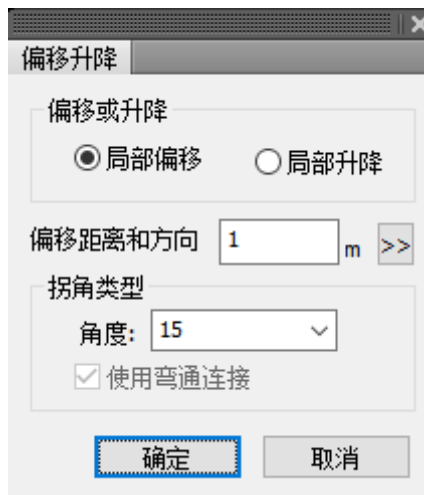 偏移升降
偏移或升降
局部偏移 局部升降
偏移距离和方向 1 m >>
拐角类型
角度: 15
使用弯通连接
确定 取消